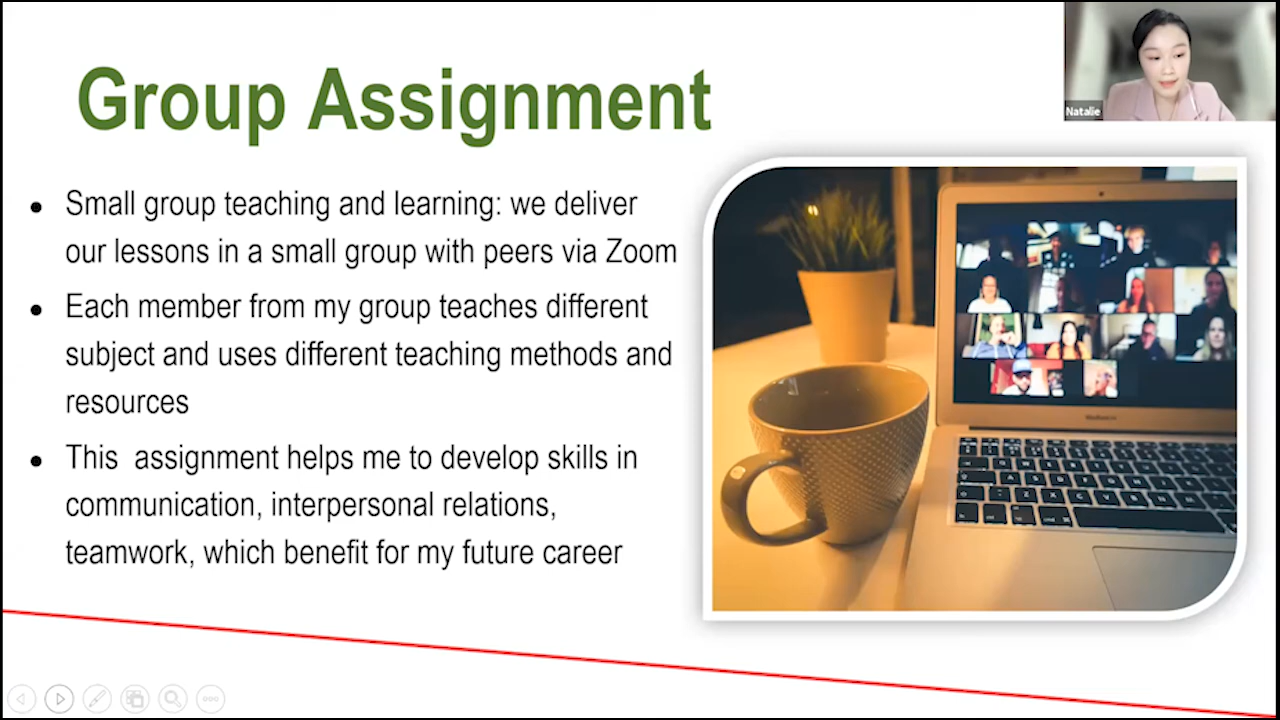 Group Assignment
Natalie
• Small group teaching and learning: we deliver
our lessons in a small group with peers via Zoom
• Each member from my group teaches different
subject and uses different teaching methods and
resources
• This  assignment helps me to develop skills in
communication, interpersonal relations,
teamwork, which benefit for my future career